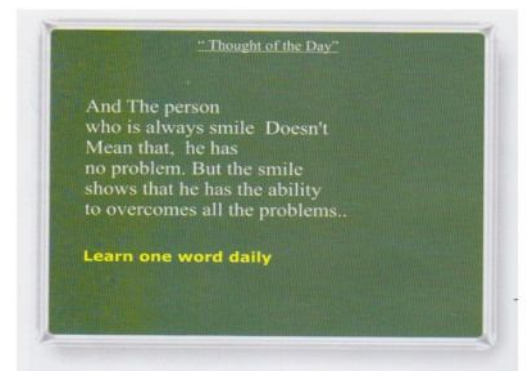 “ Thought of the Day”
And The person
who is always smile Doesn't
Mean that, he has
no problem. But the smile
shows that he has the ability
to overcomes all the problems..
Learn one word daily